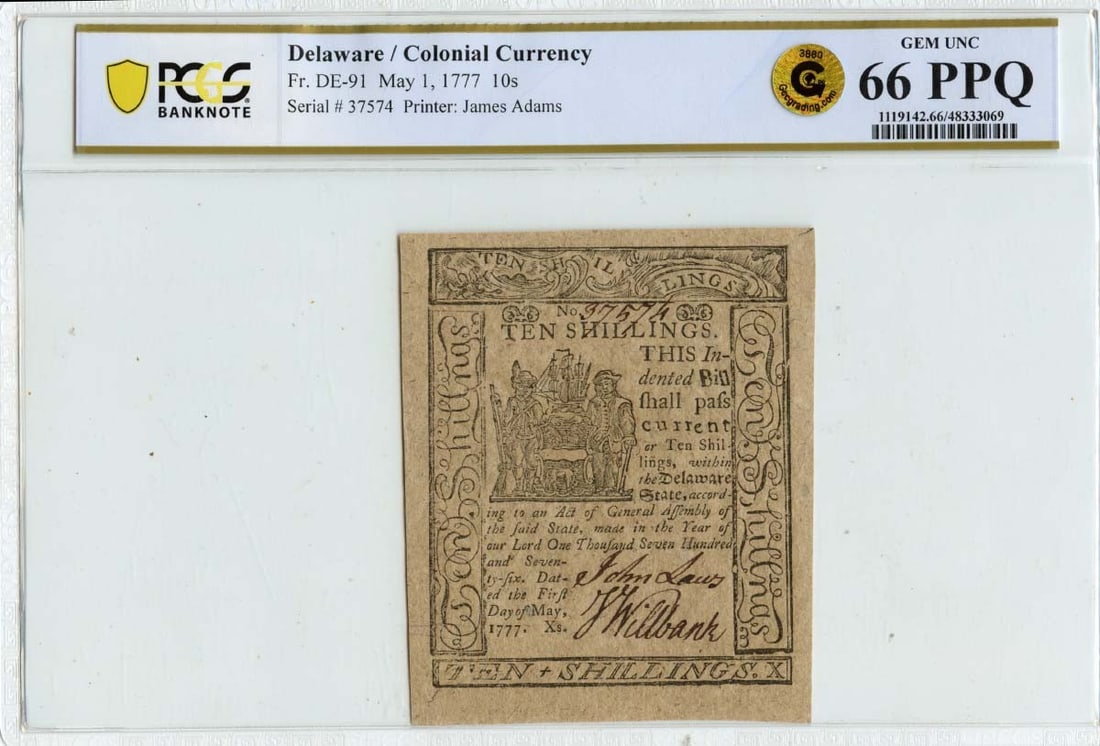 PCGS
BANKNOTE
Delaware / Colonial Currency
Fr. DE-91 May 1, 1777 10s
Serial # 37574 Printer: James Adams
3880
G
Gecgrading.com
GEM UNC
66 PPQ
1119142.66/48333069
TEN SHILLINGS
No 37574
TEN SHILLINGS.
THIS In-
dented Bill
ſhall paſs
current
or Ten Shil-
lings, within
the Delaware
State, accord-
ing to an Act of General Aſſembly of
the ſaid State, made in the Year of
our Lord One Thouſand Seven Hundred
and Seven-
ty-ſix. Dat-
ed the Firſt
Day of May,
1777. Xs.
John Laws
J Willbank
Ten Shillings
Ten Shillings
TEN + SHILLINGS. X